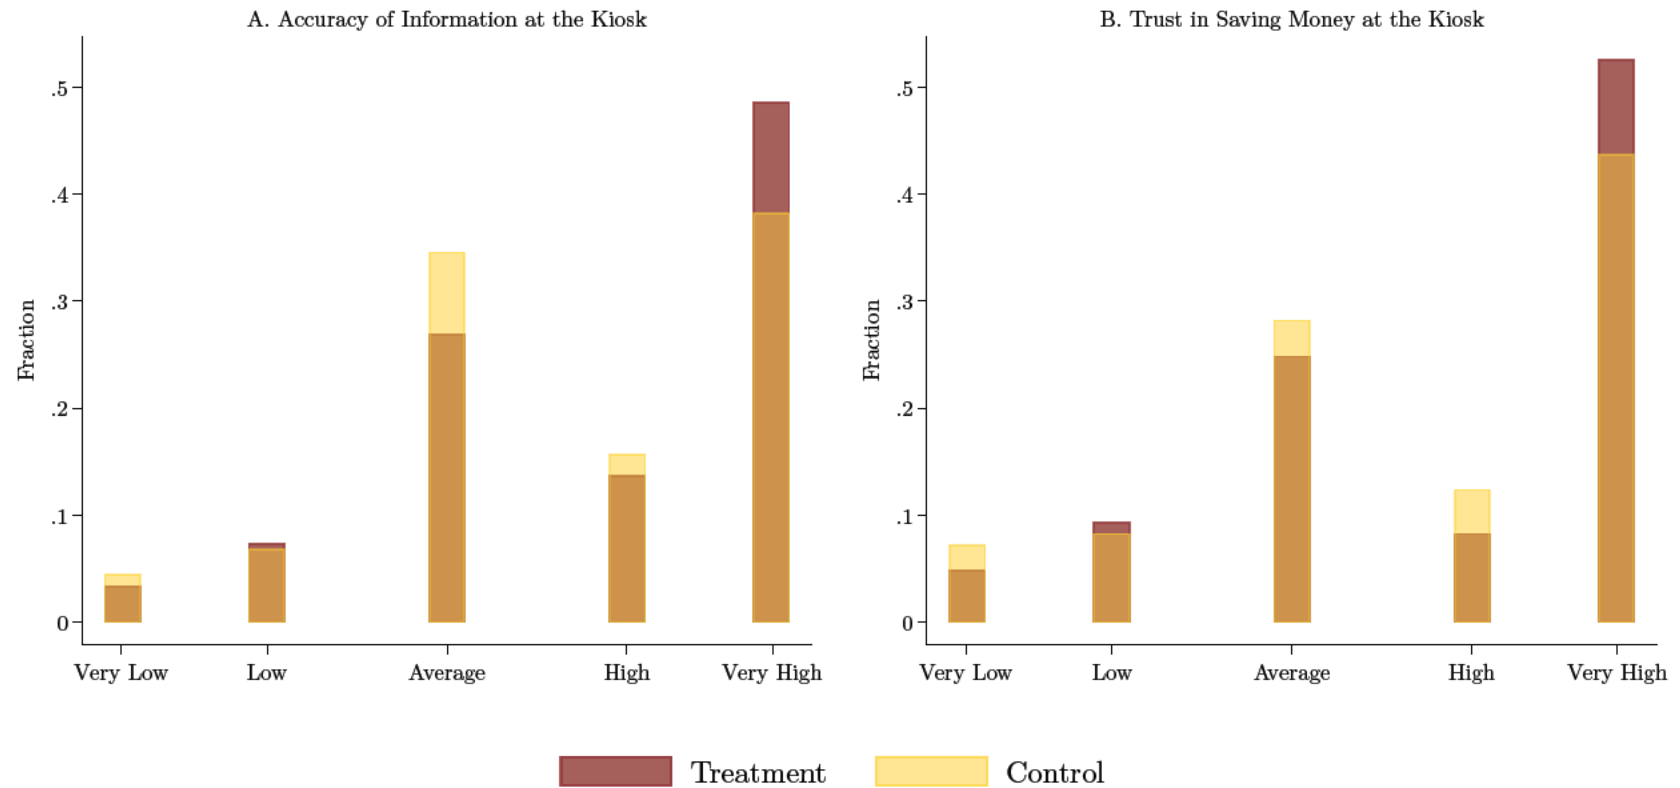 A. Accuracy of Information at the Kiosk
.5
.4
.3
.2
.1
0
Fraction
Very Low Low Average High Very High
B. Trust in Saving Money at the Kiosk
.5
.4
.3
.2
.1
0
Fraction
Very Low Low Average High Very High
Treatment Control